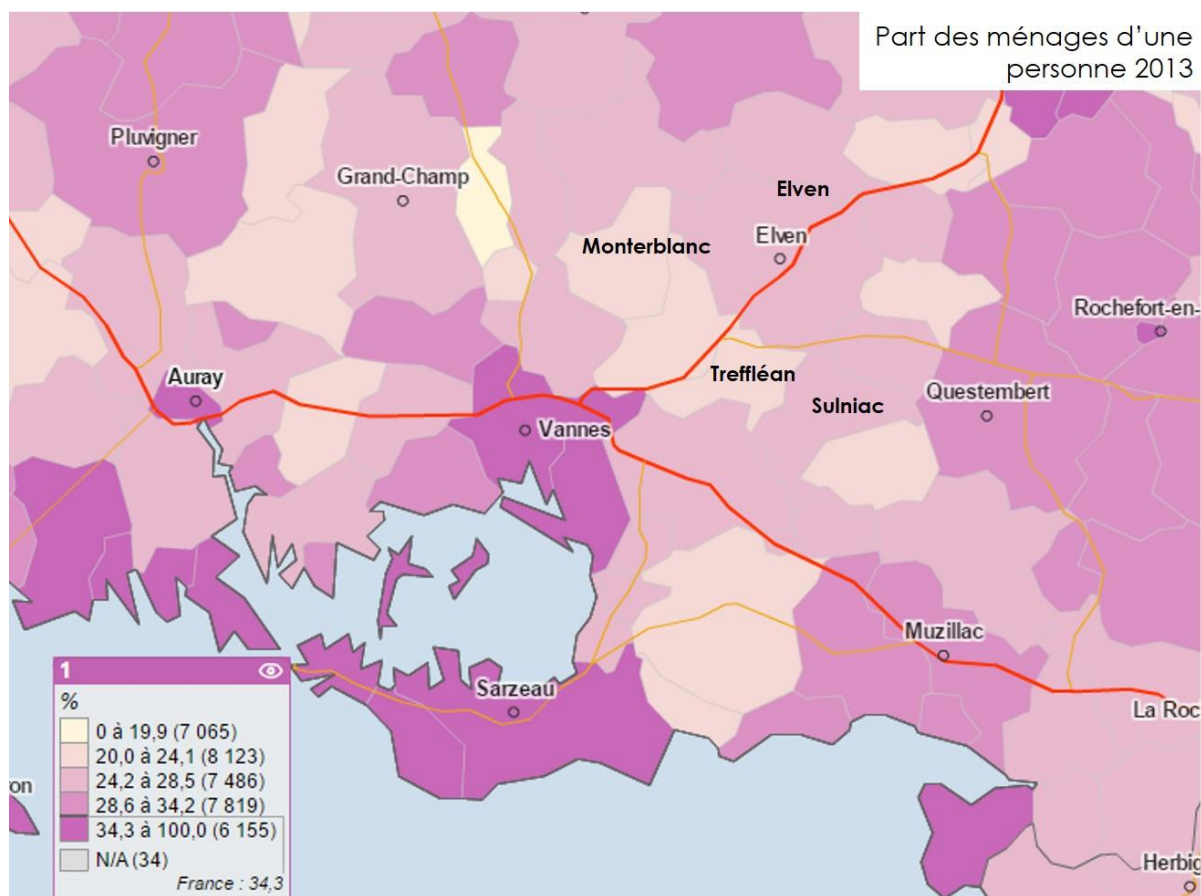 Part des ménages d'une
personne 2013
Pluvigner
Grand-Champ
Elven
Monterblanc
Elven
Rochefort-en-
Treffléan
Auray
Sulniac
Questembert
Vannes
Muzillac
Sarzeau
La Roc
Herbig
1
%
0 à 19,9 (7 065)
20,0 à 24,1 (8 123)
24,2 à 28,5 (7 486)
28,6 à 34,2 (7 819)
34,3 à 100,0 (6 155)
N/A (34)
France : 34,3
ron